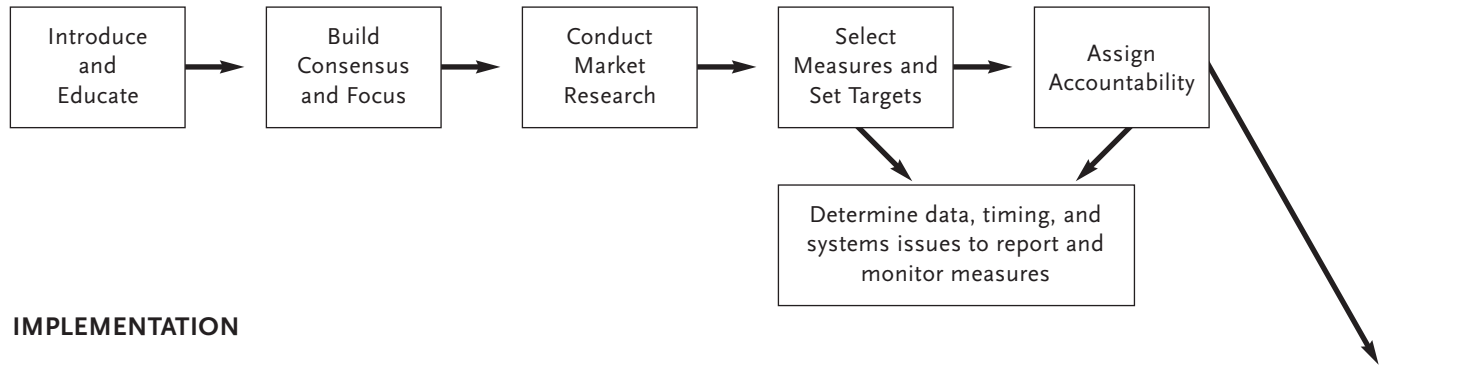 Introduce
and
Educate
Build
Consensus
and Focus
Conduct
Market
Research
Select
Measures and
Set Targets
Assign
Accountability
Determine data, timing, and
systems issues to report and
monitor measures
IMPLEMENTATION